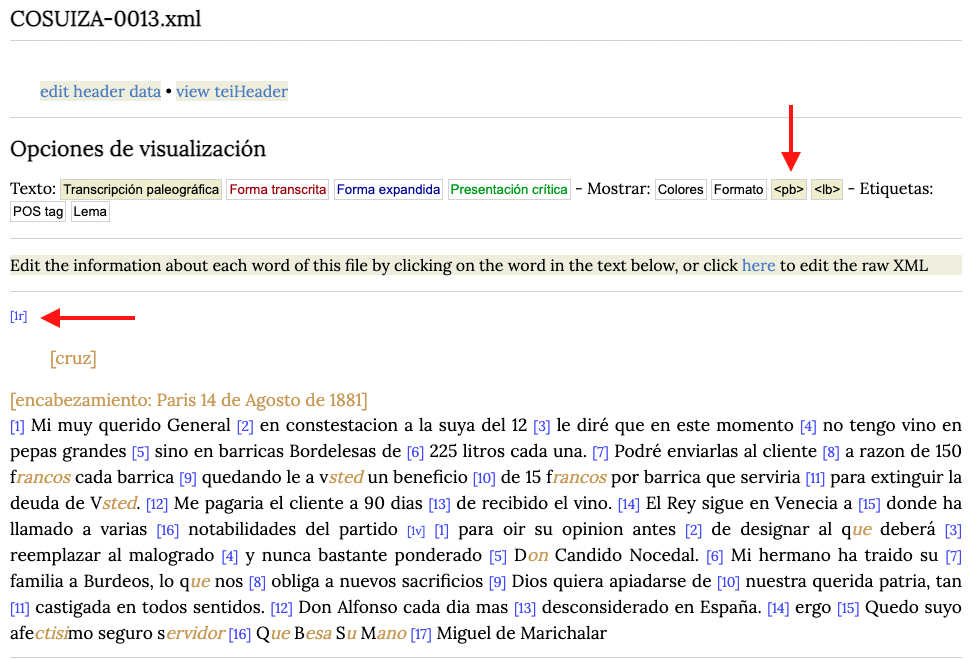 COSUIZA-0013.xml
edit header data • view teiHeader
Opciones de visualización
Texto: Transcripción paleográfica Forma transcrita Forma expandida Presentación crítica - Mostrar: Colores Formato <pb> <lb> - Etiquetas:
POS tag Lema
Edit the information about each word of this file by clicking on the word in the text below, or click here to edit the raw XML
[1r]
[cruz]
[encabezamiento: Paris 14 de Agosto de 1881]
[1] Mi muy querido General [2] en constestacion a la suya del 12 [3] le diré que en este momento [4] no tengo vino en
pepas grandes [5] sino en barricas Bordelesas de [6] 225 litros cada una. [7] Podré enviarlas al cliente [8] a razon de 150
francos cada barrica [9] quedando le a vsted un beneficio [10] de 15 francos por barrica que serviria [11] para extinguir la
deuda de Vsted. [12] Me pagaria el cliente a 90 dias [13] de recibido el vino. [14] El Rey sigue en Venecia a [15] donde ha
llamado a varias [16] notabilidades del partido [1v] [1] para oir su opinion antes [2] de designar al que deberá [3]
reemplazar al malogrado [4] y nunca bastante ponderado [5] Don Candido Nocedal. [6] Mi hermano ha traido su [7]
familia a Burdeos, lo que nos [8] obliga a nuevos sacrificios [9] Dios quiera apiadarse de [10] nuestra querida patria, tan
[11] castigada en todos sentidos. [12] Don Alfonso cada dia mas [13] desconsiderado en España. [14] ergo [15] Quedo suyo
afectisimo seguro servidor [16] Que Besa Su Mano [17] Miguel de Marichalar